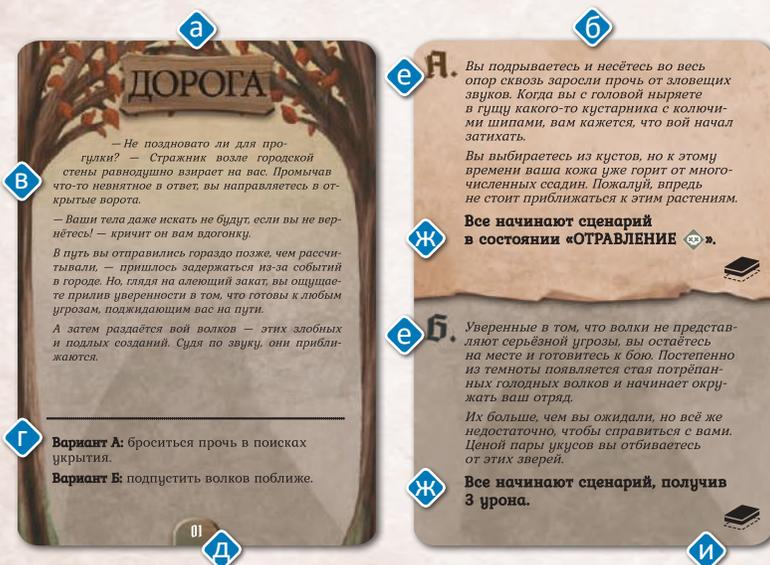 а
б
ДОРОГА
— Не поздновато ли для про-
гулки? — Стражник возле городской
стены равнодушно взирает на вас. Промычав
что-то невнятное в ответ, вы направляетесь в от-
крытые ворота.
— Ваши тела даже искать не будут, если вы не вер-
нётесь! — кричит он вам вдогонку.
В путь вы отправились гораздо позже, чем рассчи-
тывали, — пришлось задержаться из-за событий
в городе. Но, глядя на алеющий закат, вы ощущае-
те прилив уверенности в том, что готовы к любым
угрозам, поджидающим вас на пути.
А затем раздаётся вой волков — этих злобных
и подлых созданий. Судя по звуку, они прибли-
жаются.
в
г
Вариант А: броситься прочь в поисках
укрытия.
Вариант Б: подпустить волков поближе.
01
д
е
А.
Вы подрываетесь и несётесь во весь
опор сквозь заросли прочь от зловещих
звуков. Когда вы с головой ныряете
в гущу какого-то кустарника с колючи-
ми шипами, вам кажется, что вой начал
затихать.
Вы выбираетесь из кустов, но к этому
времени ваша кожа уже горит от много-
численных ссадин. Пожалуй, впредь
не стоит приближаться к этим растениям.
ж
Все начинают сценарий
в состоянии «ОТРАВЛЕНИЕ ».
е
Б.
Уверенные в том, что волки не представ-
ляют серьёзной угрозы, вы остаётесь
на месте и готовитесь к бою. Постепенно
из темноты появляется стая потрёпан-
ных голодных волков и начинает окру-
жать ваш отряд.
Их больше, чем вы ожидали, но всё же
недостаточно, чтобы справиться с вами.
Ценой пары укусов вы отбиваетесь
от этих зверей.
ж
Все начинают сценарий, получив
3 урона.
и